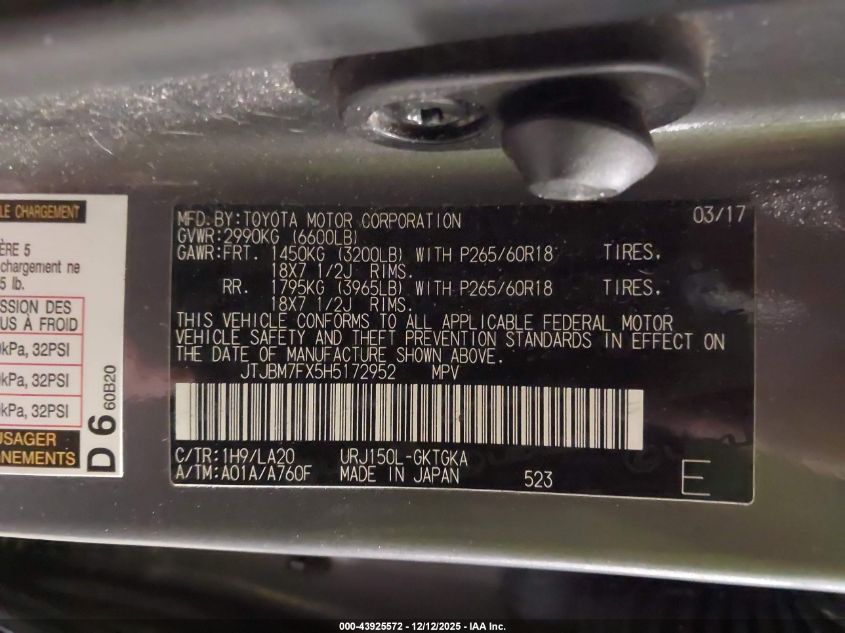 LE CHARGEMENT
ÈRE 5
chargement ne
5 lb.
SSION DES
US À FROID
kPa, 32PSI
kPa, 32PSI
kPa, 32PSI
USAGER
GNEMENTS
D 6 60B20
MFD. BY:TOYOTA MOTOR CORPORATION 03/17
GVWR:2990KG (6600LB)
GAWR:FRT. 1450KG (3200LB) WITH P265/60R18 TIRES.
18X7 1/2J RIMS.
RR. 1795KG (3965LB) WITH P265/60R18 TIRES.
18X7 1/2J RIMS.
THIS VEHICLE CONFORMS TO ALL APPLICABLE FEDERAL MOTOR
VEHICLE SAFETY AND THEFT PREVENTION STANDARDS IN EFFECT ON
THE DATE OF MANUFACTURE SHOWN ABOVE.
JTJBM7FX5H5172952 MPV
C/TR:1H9/LA20 URJ150L-GKTGKA
A/TM:A01A/A760F MADE IN JAPAN 523 E
000-43925572 - 12/12/2025 - IAA Inc.